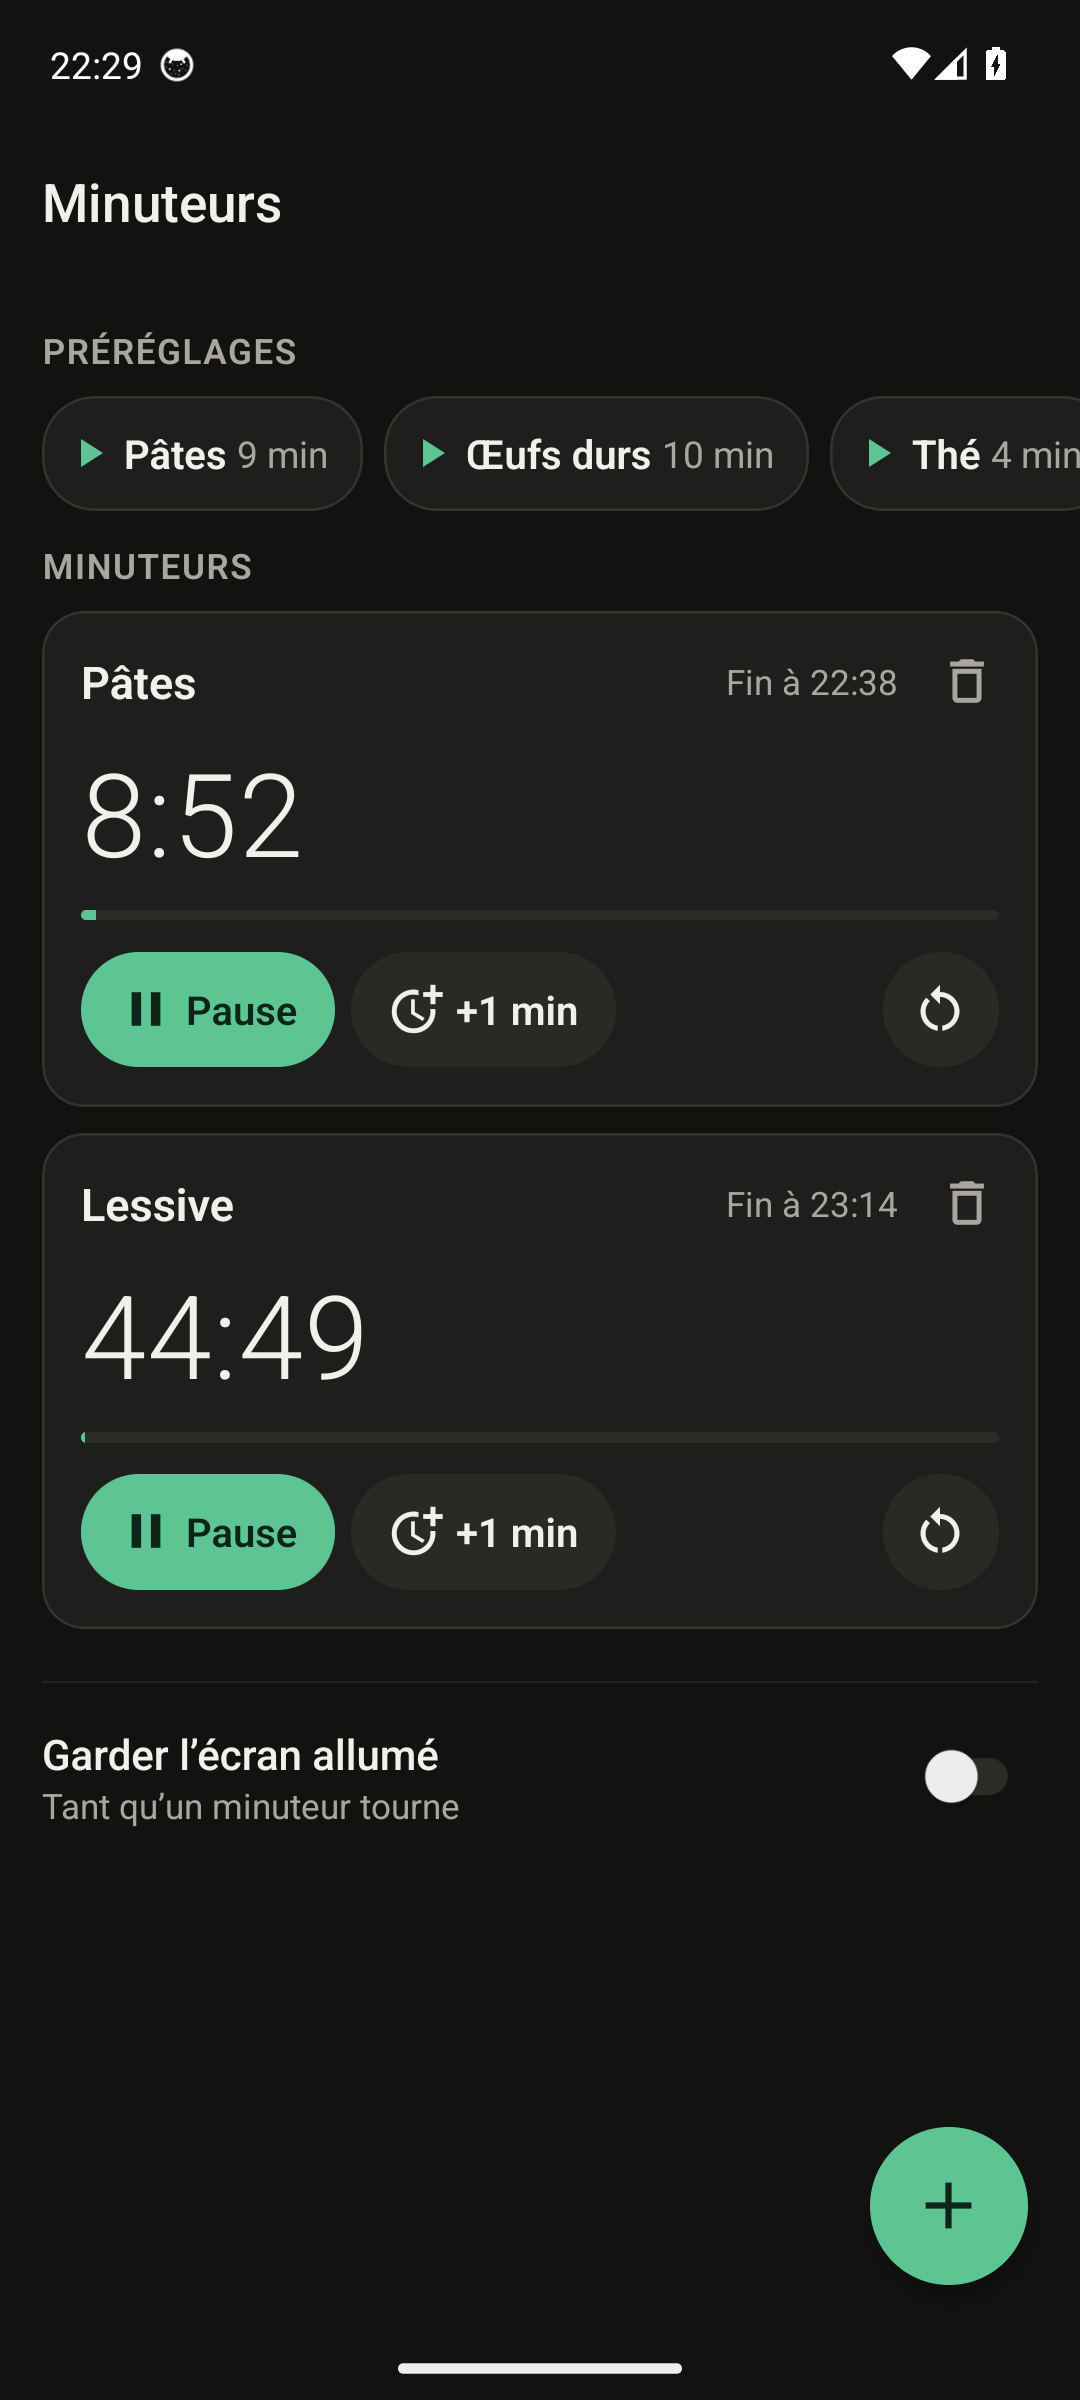 22:29
Minuteurs
PRÉRÉGLAGES
Pâtes 9 min
Œufs durs 10 min
Thé 4 min
MINUTEURS
Pâtes
Fin à 22:38
8:52
Pause
+1 min
Lessive
Fin à 23:14
44:49
Pause
+1 min
Garder l’écran allumé
Tant qu’un minuteur tourne